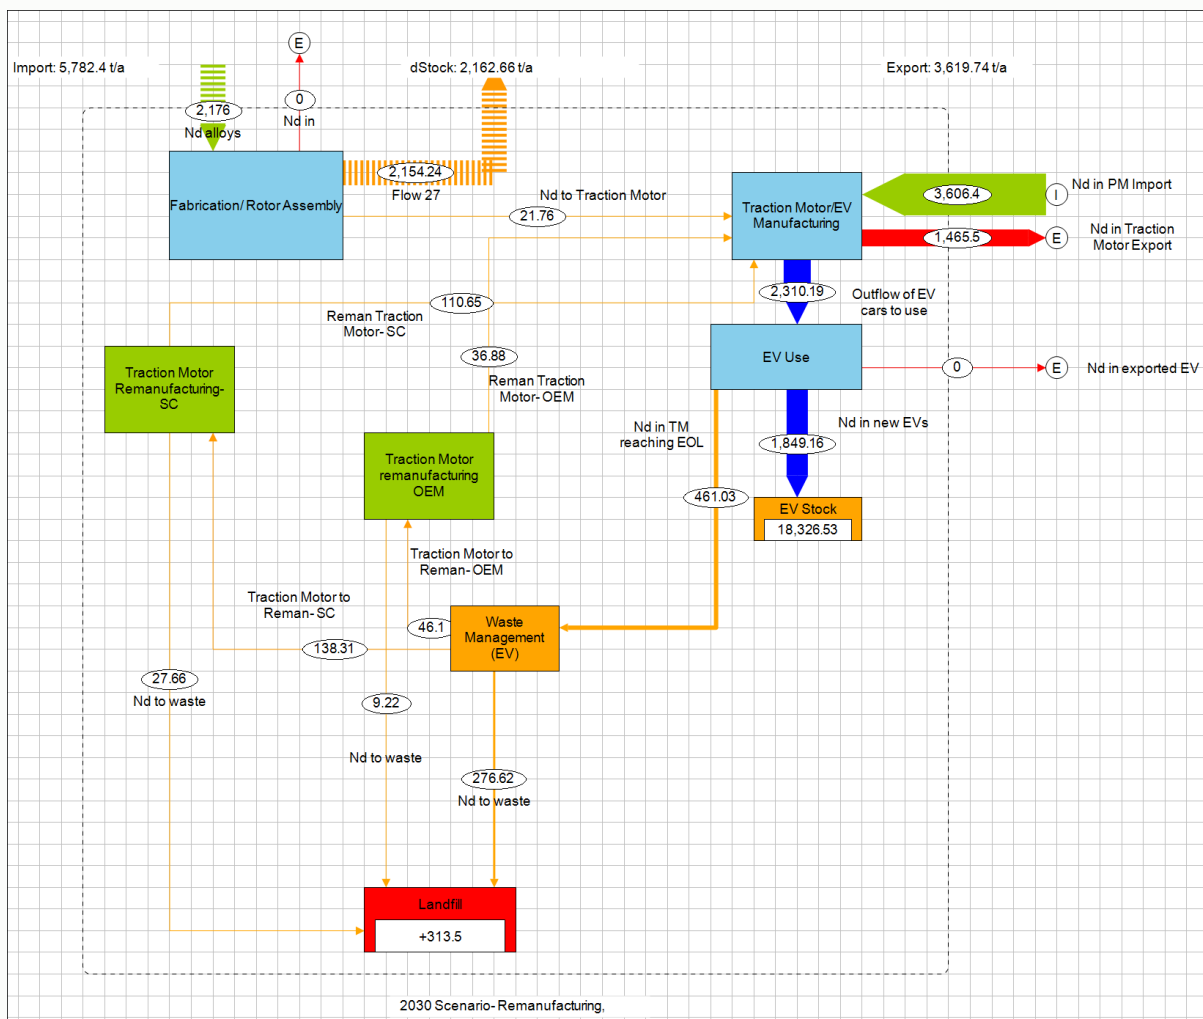 E
Import: 5,782.4 t/a
dStock: 2,162.66 t/a
Export: 3,619.74 t/a
0
2,176
Nd in
Nd alloys
2,154.24
Flow 27
Fabrication/ Rotor Assembly
Nd to Traction Motor
21.76
Traction Motor/EV
Manufacturing
3,606.4
I
Nd in PM Import
1,465.5
E
Nd in Traction
Motor Export
110.65
Reman Traction
Motor- SC
2,310.19
Outflow of EV
cars to use
36.88
Reman Traction
Motor- OEM
EV Use
0
E
Nd in exported EV
Traction Motor
Remanufacturing-
SC
Nd in TM
reaching EOL
Nd in new EVs
1,849.16
Traction Motor
remanufacturing
OEM
461.03
EV Stock
18,326.53
Traction Motor to
Reman- OEM
Traction Motor to
Reman- SC
46.1
Waste
Management
(EV)
138.31
27.66
Nd to waste
9.22
Nd to waste
276.62
Nd to waste
Landfill
+313.5
2030 Scenario- Remanufacturing,